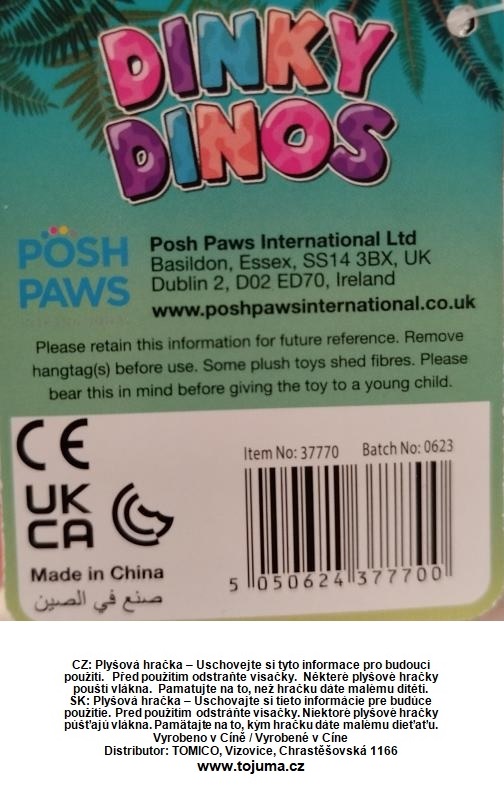 DINKY
DINOS
POSH
PAWS
Posh Paws International Ltd
Basildon, Essex, SS14 3BX, UK
Dublin 2, D02 ED70, Ireland
www.poshpawsinternational.co.uk
Please retain this information for future reference. Remove
hangtag(s) before use. Some plush toys shed fibres. Please
bear this in mind before giving the toy to a young child.
CE
UK
CA
Item No: 37770 Batch No: 0623
5 050624 377700
Made in China
صنع في الصين
CZ: Plyšová hračka – Uschovejte si tyto informace pro budoucí
použití. Před použitím odstraňte visačky. Některé plyšové hračky
pouští vlákna. Pamatujte na to, než hračku dáte malému dítěti.
SK: Plyšová hračka – Uschovajte si tieto informácie pre budúce
použitie. Pred použitím odstráňte visačky. Niektoré plyšové hračky
púšťajú vlákna. Pamätajte na to, kým hračku dáte malému dieťaťu.
Vyrobeno v Číně / Vyrobené v Číne
Distributor: TOMICO, Vizovice, Chrastěšovská 1166
www.tojuma.cz